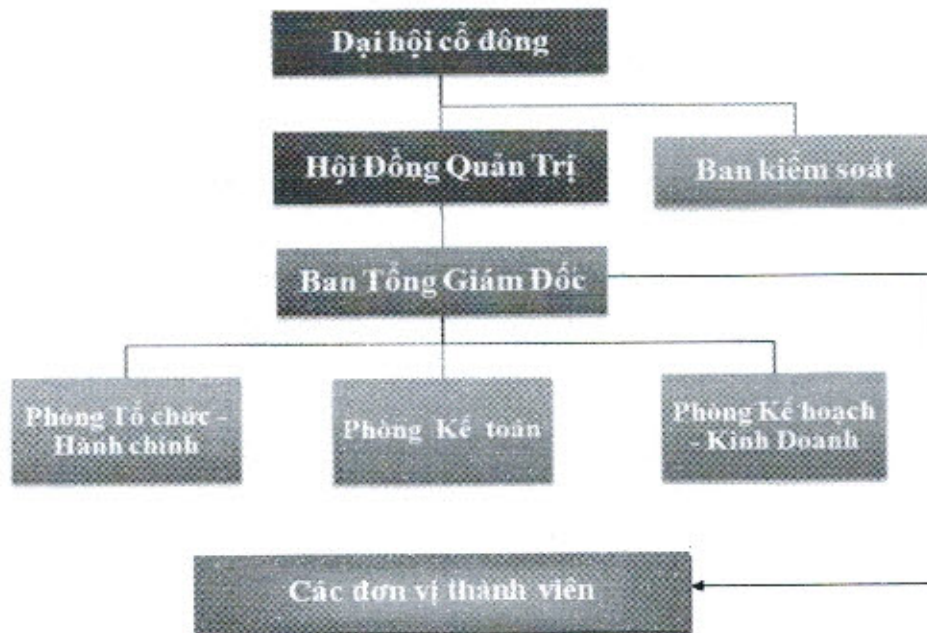 Đại hội cổ đông
Hội Đồng Quản Trị
Ban kiểm soát
Ban Tổng Giám Đốc
Phòng Tổ chức -
Hành chính
Phòng Kế toán
Phòng Kế hoạch
- Kinh Doanh
Các đơn vị thành viên